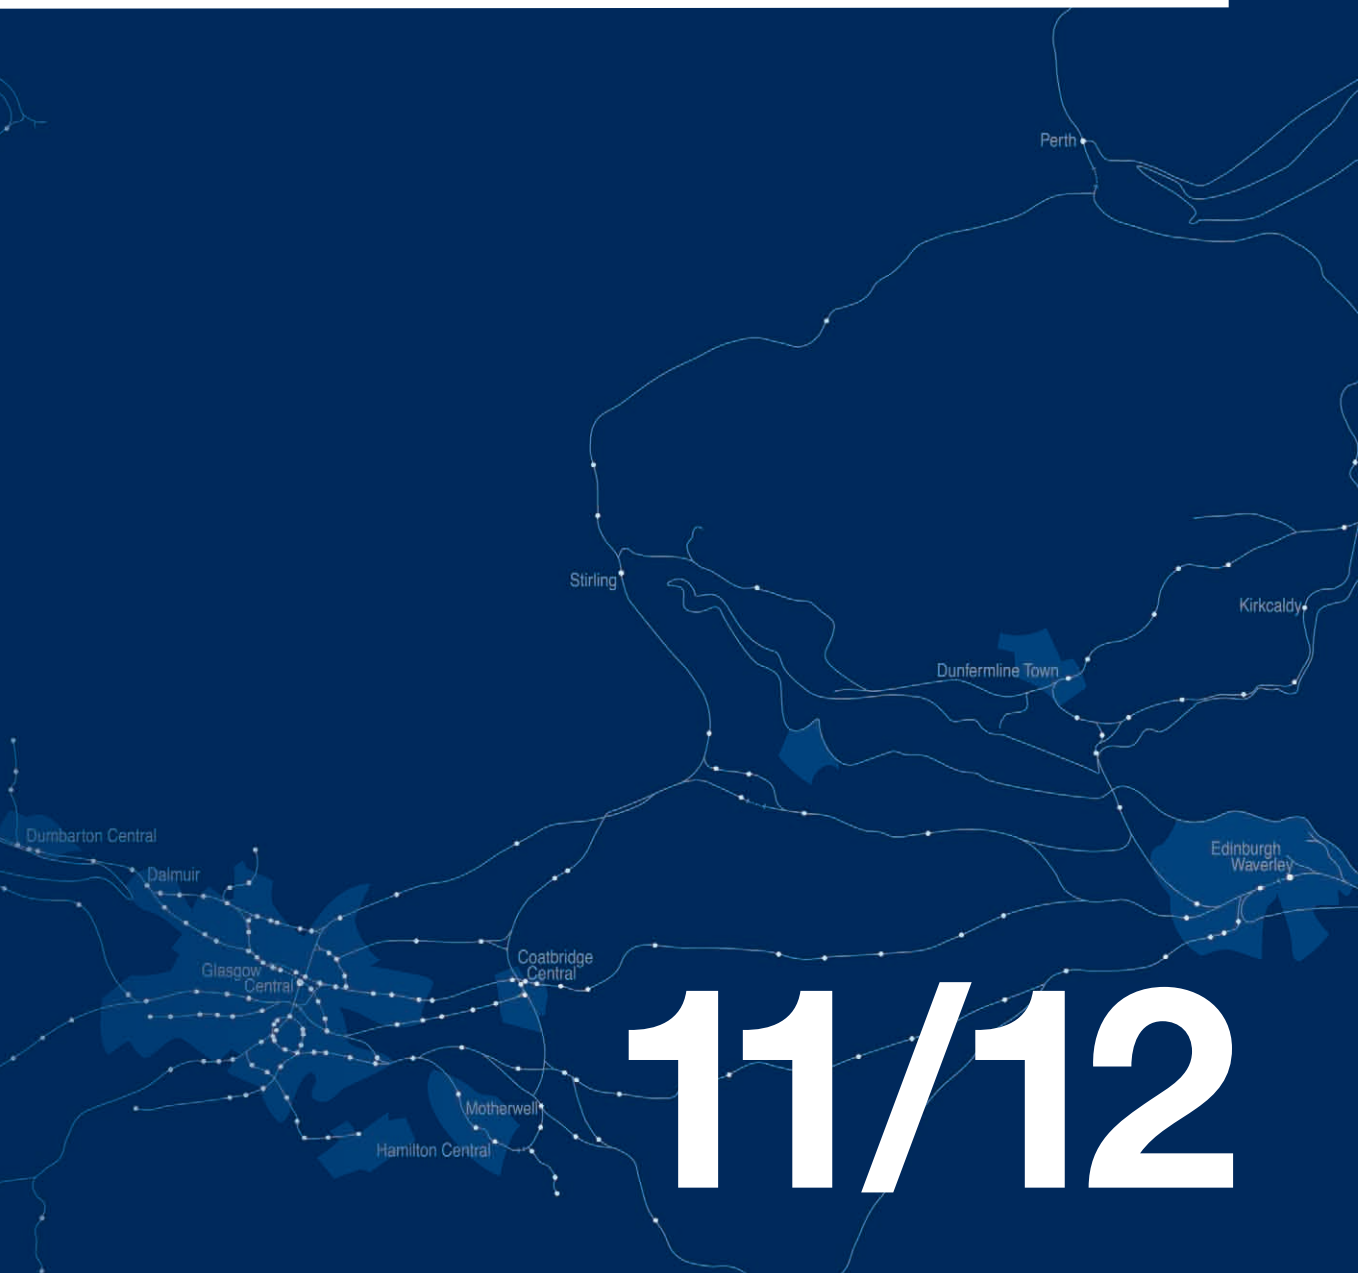 Perth
Stirling
Kirkcaldy
Dunfermline Town
Dumbarton Central
Edinburgh
Waverley
Dalmuir
Coatbridge
Central
Glasgow
Central
11/12
Motherwell
Hamilton Central